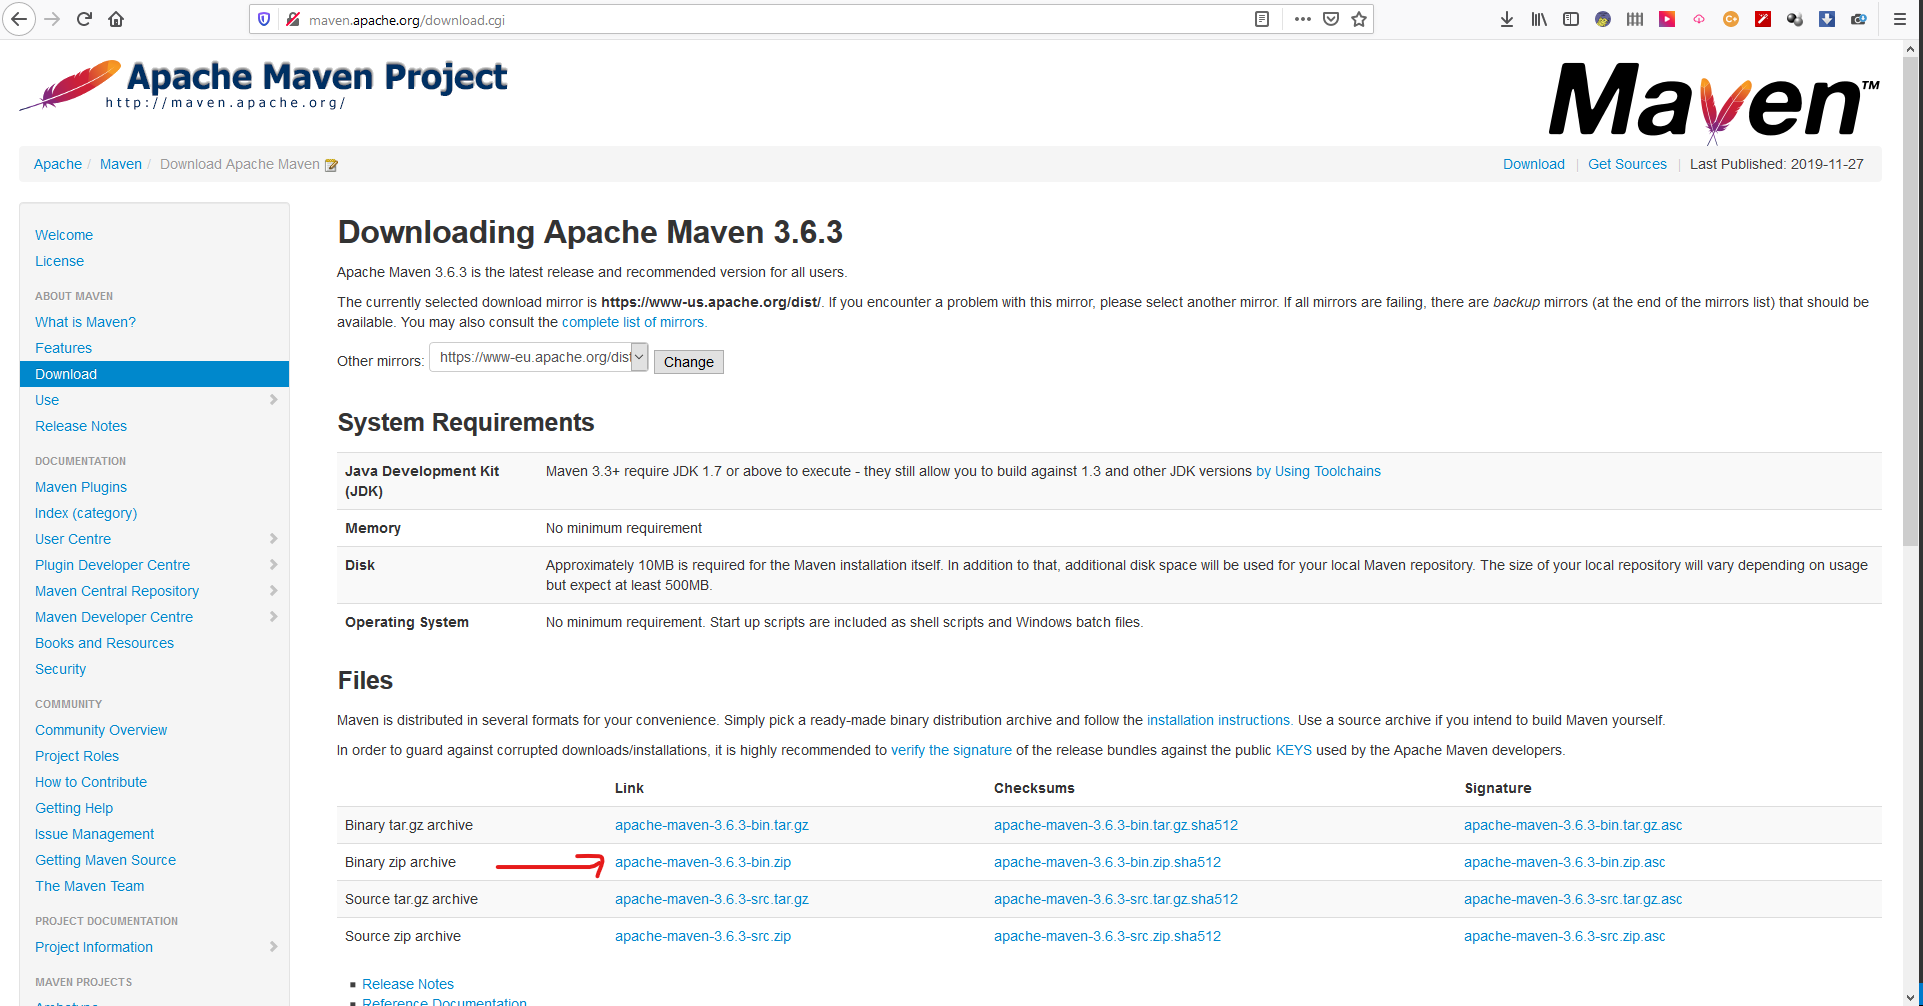 maven.apache.org/download.cgi
Apache Maven Project
http://maven.apache.org/
Maven™
Apache / Maven / Download Apache Maven
Download | Get Sources | Last Published: 2019-11-27
Welcome
License
ABOUT MAVEN
What is Maven?
Features
Download
Use
Release Notes
DOCUMENTATION
Maven Plugins
Index (category)
User Centre
Plugin Developer Centre
Maven Central Repository
Maven Developer Centre
Books and Resources
Security
COMMUNITY
Community Overview
Project Roles
How to Contribute
Getting Help
Issue Management
Getting Maven Source
The Maven Team
PROJECT DOCUMENTATION
Project Information
MAVEN PROJECTS
Downloading Apache Maven 3.6.3
Apache Maven 3.6.3 is the latest release and recommended version for all users.
The currently selected download mirror is https://www-us.apache.org/dist/. If you encounter a problem with this mirror, please select another mirror. If all mirrors are failing, there are backup mirrors (at the end of the mirrors list) that should be
available. You may also consult the complete list of mirrors.
Other mirrors: https://www-eu.apache.org/dist Change
System Requirements
Java Development Kit Maven 3.3+ require JDK 1.7 or above to execute - they still allow you to build against 1.3 and other JDK versions by Using Toolchains
(JDK)
Memory No minimum requirement
Disk Approximately 10MB is required for the Maven installation itself. In addition to that, additional disk space will be used for your local Maven repository. The size of your local repository will vary depending on usage
but expect at least 500MB.
Operating System No minimum requirement. Start up scripts are included as shell scripts and Windows batch files.
Files
Maven is distributed in several formats for your convenience. Simply pick a ready-made binary distribution archive and follow the installation instructions. Use a source archive if you intend to build Maven yourself.
In order to guard against corrupted downloads/installations, it is highly recommended to verify the signature of the release bundles against the public KEYS used by the Apache Maven developers.
Link Checksums Signature
Binary tar.gz archive apache-maven-3.6.3-bin.tar.gz apache-maven-3.6.3-bin.tar.gz.sha512 apache-maven-3.6.3-bin.tar.gz.asc
Binary zip archive apache-maven-3.6.3-bin.zip apache-maven-3.6.3-bin.zip.sha512 apache-maven-3.6.3-bin.zip.asc
Source tar.gz archive apache-maven-3.6.3-src.tar.gz apache-maven-3.6.3-src.tar.gz.sha512 apache-maven-3.6.3-src.tar.gz.asc
Source zip archive apache-maven-3.6.3-src.zip apache-maven-3.6.3-src.zip.sha512 apache-maven-3.6.3-src.zip.asc
Release Notes
Reference Documentation